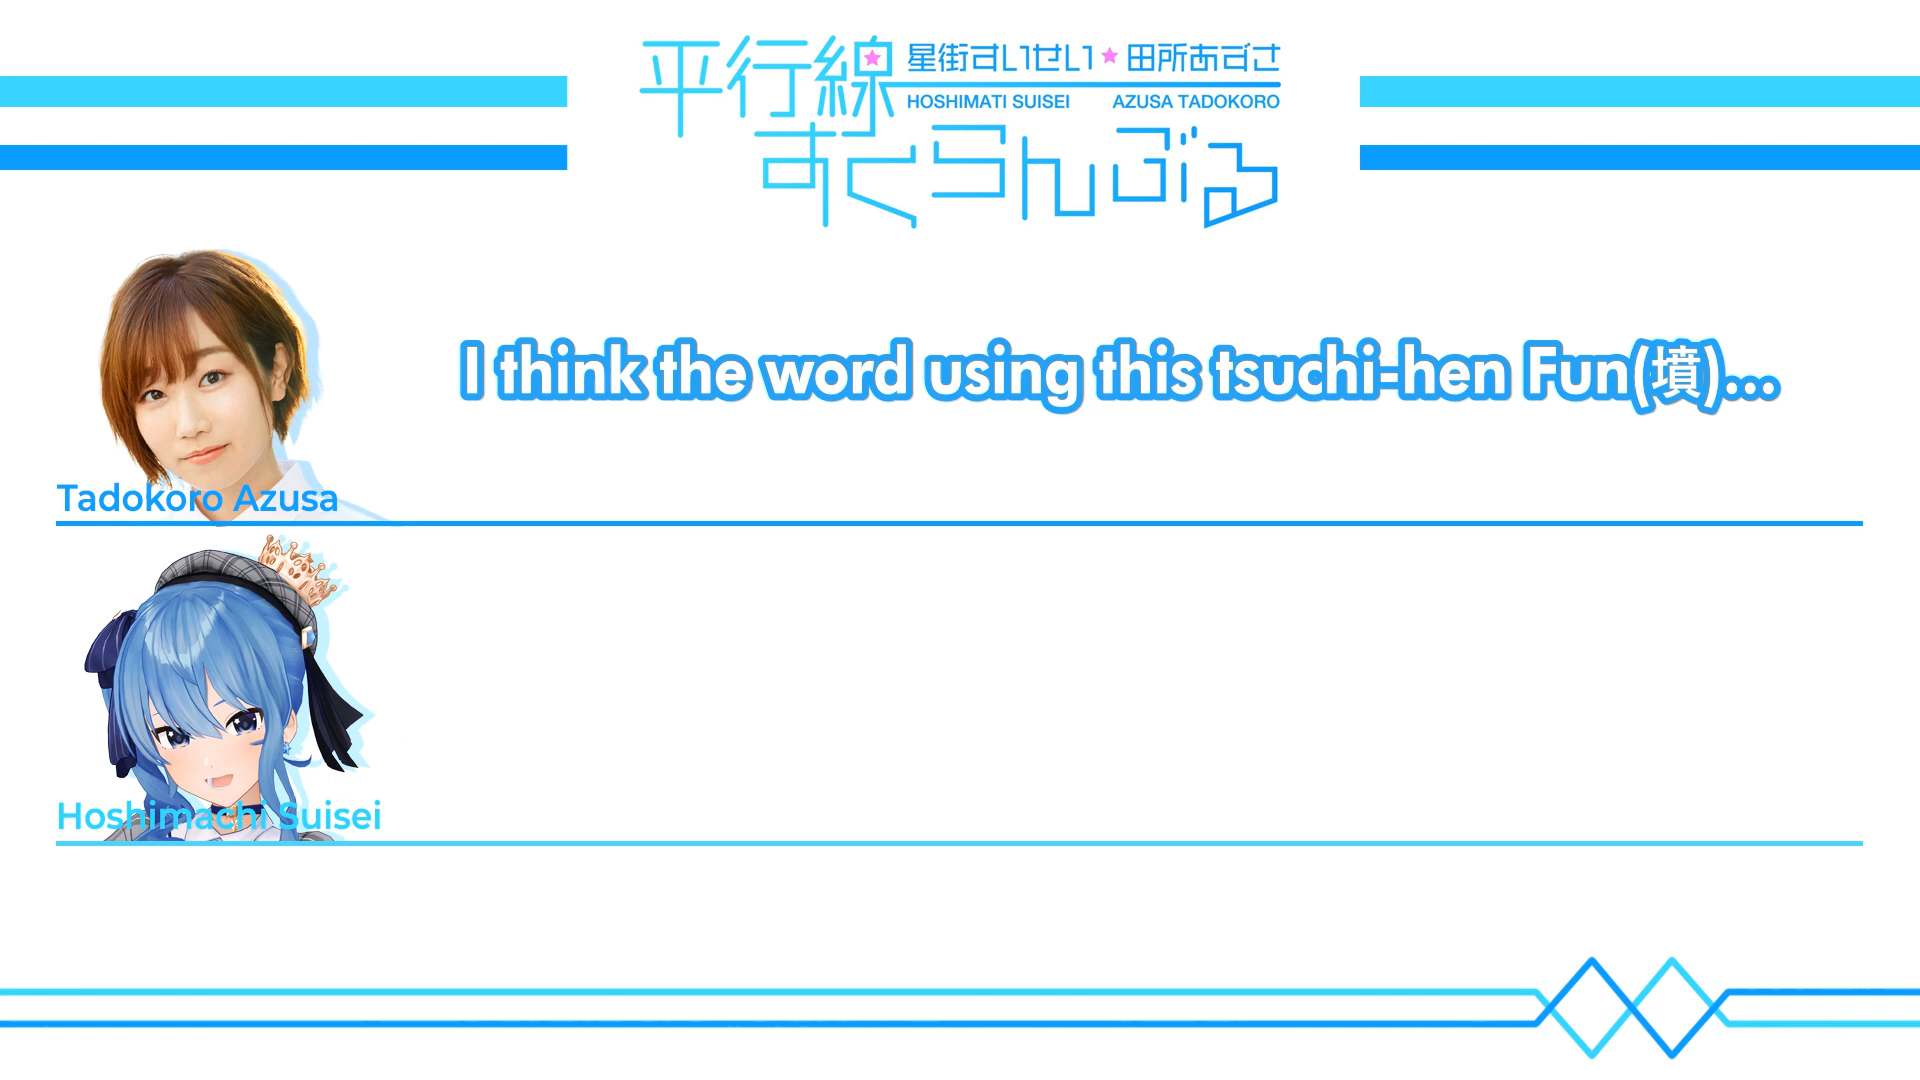 平行線
星街すいせい★田所あずさ
HOSHIMATI SUISEI AZUSA TADOKORO
すくらんぶる
I think the word using this tsuchi-hen Fun(墳)...
Tadokoro Azusa
Hoshimachi Suisei